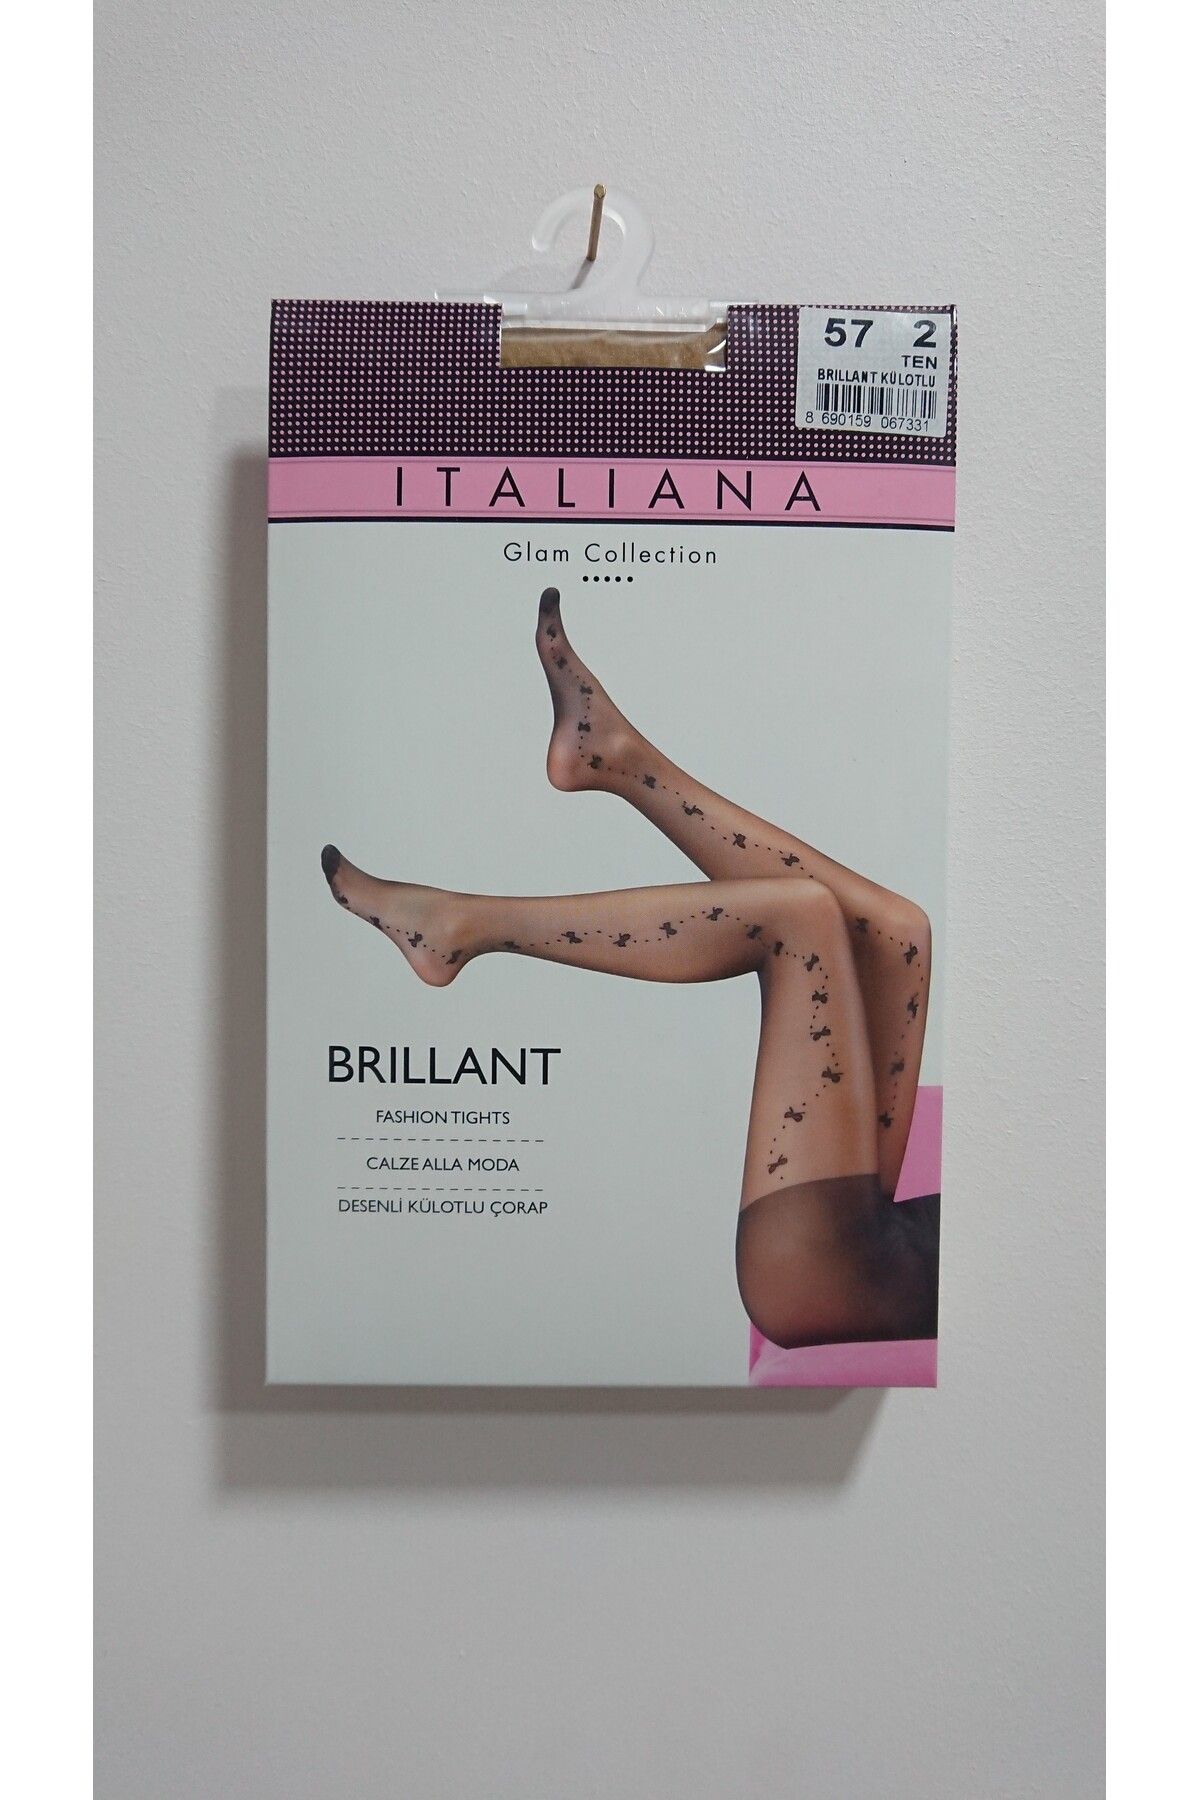 57 2
TEN
BRILLANT KÜLOTLU
8 690159 067331
ITALIANA
Glam Collection
BRILLANT
FASHION TIGHTS
CALZE ALLA MODA
DESENLİ KÜLOTLU ÇORAP